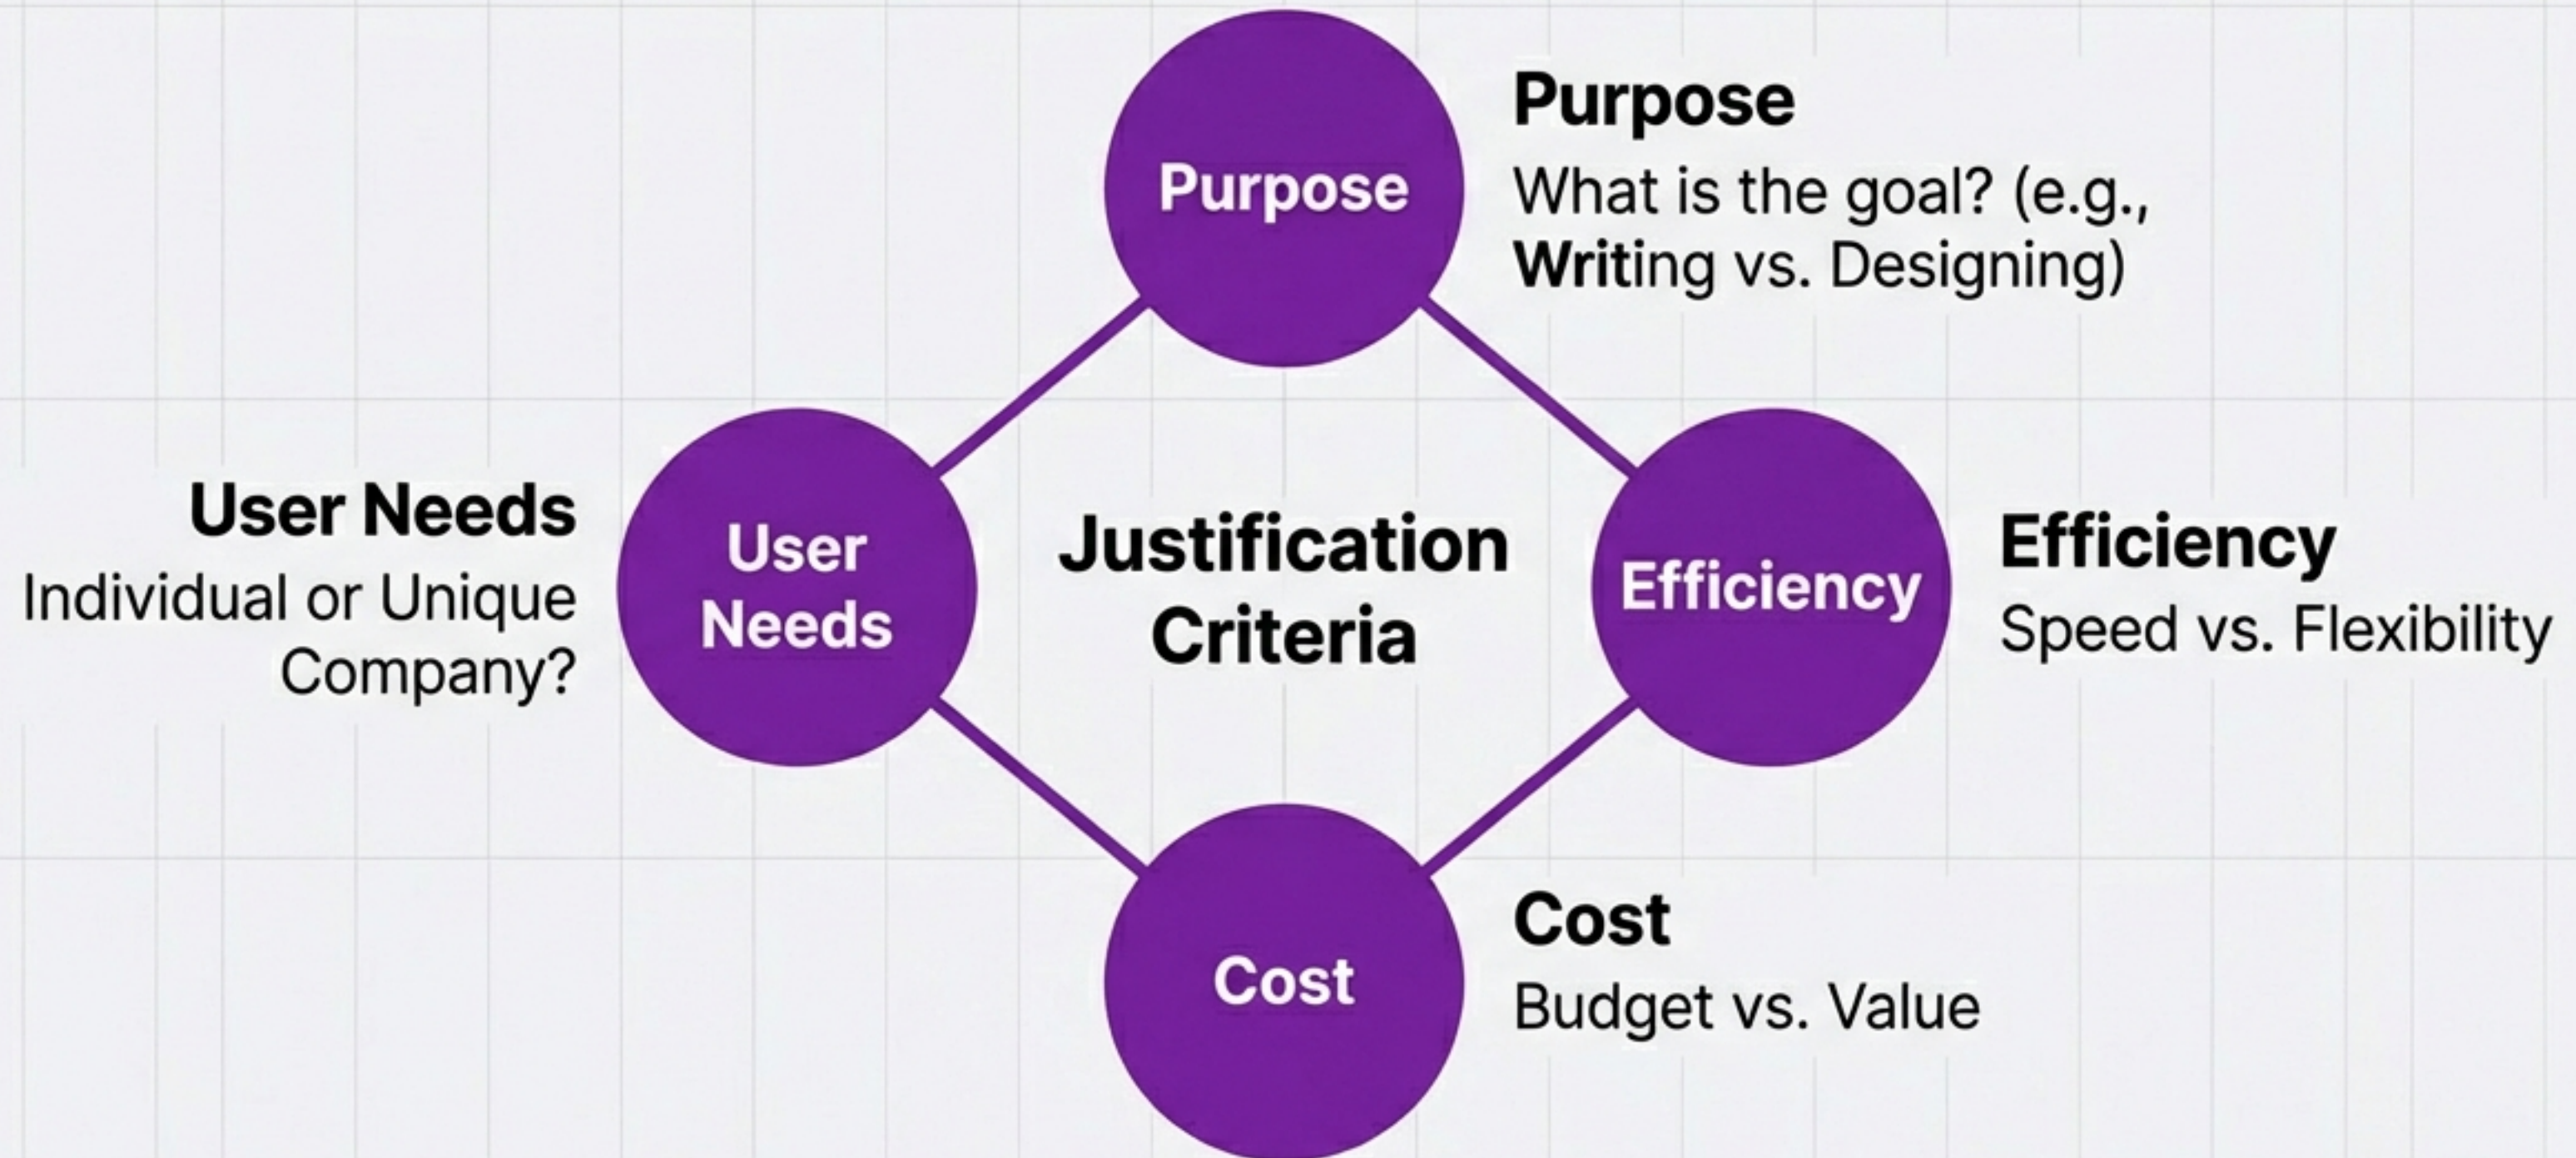 Purpose
Purpose
What is the goal? (e.g.,
Writing vs. Designing)
User Needs
Individual or Unique
Company?
User
Needs
Justification
Criteria
Efficiency
Efficiency
Speed vs. Flexibility
Cost
Cost
Budget vs. Value